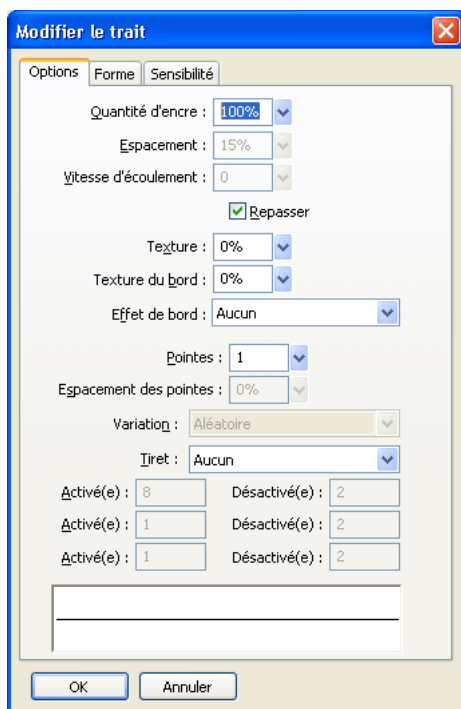 Modifier le trait
Options Forme Sensibilité
Quantité d'encre : 100%
Espacement : 15%
Vitesse d'écoulement : 0
Repasser
Texture : 0%
Texture du bord : 0%
Effet de bord : Aucun
Pointes : 1
Espacement des pointes : 0%
Variation : Aléatoire
Tiret : Aucun
Activé(e) : 8 Désactivé(e) : 2
Activé(e) : 1 Désactivé(e) : 2
Activé(e) : 1 Désactivé(e) : 2
OK Annuler